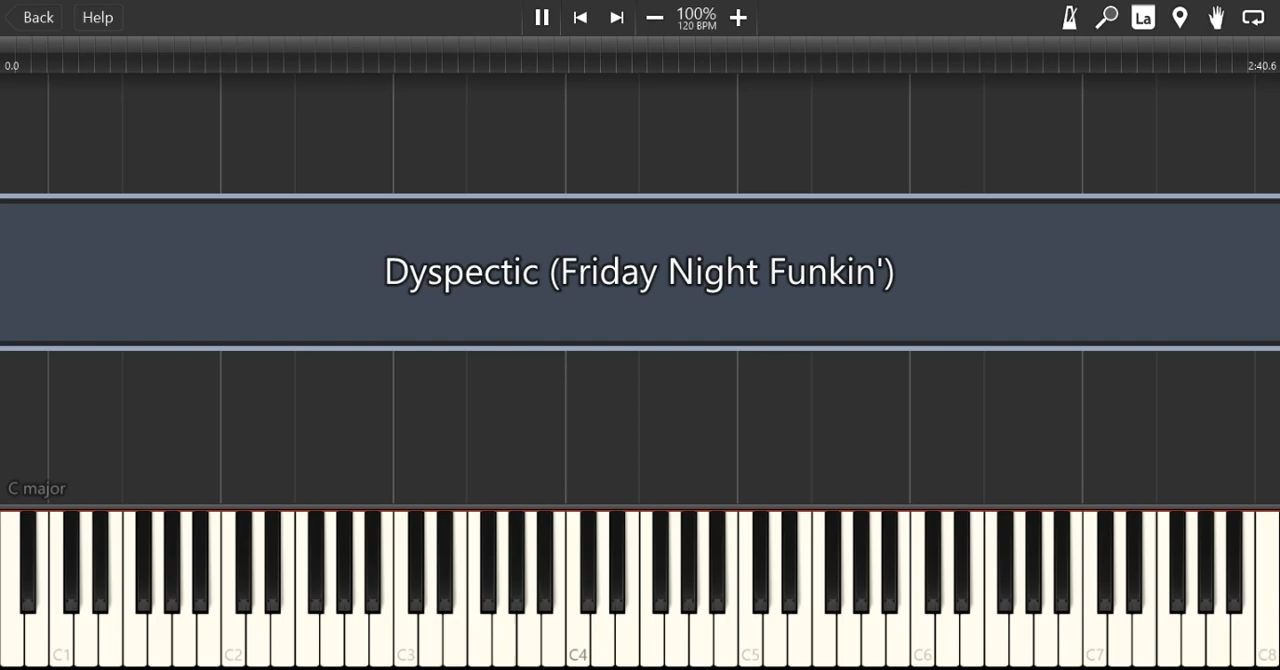 Back Help 100% La
120 BPM
0.0 2:40.6
Dyspectic (Friday Night Funkin')
C major
C1 C2 C3 C4 C5 C6 C7 C8